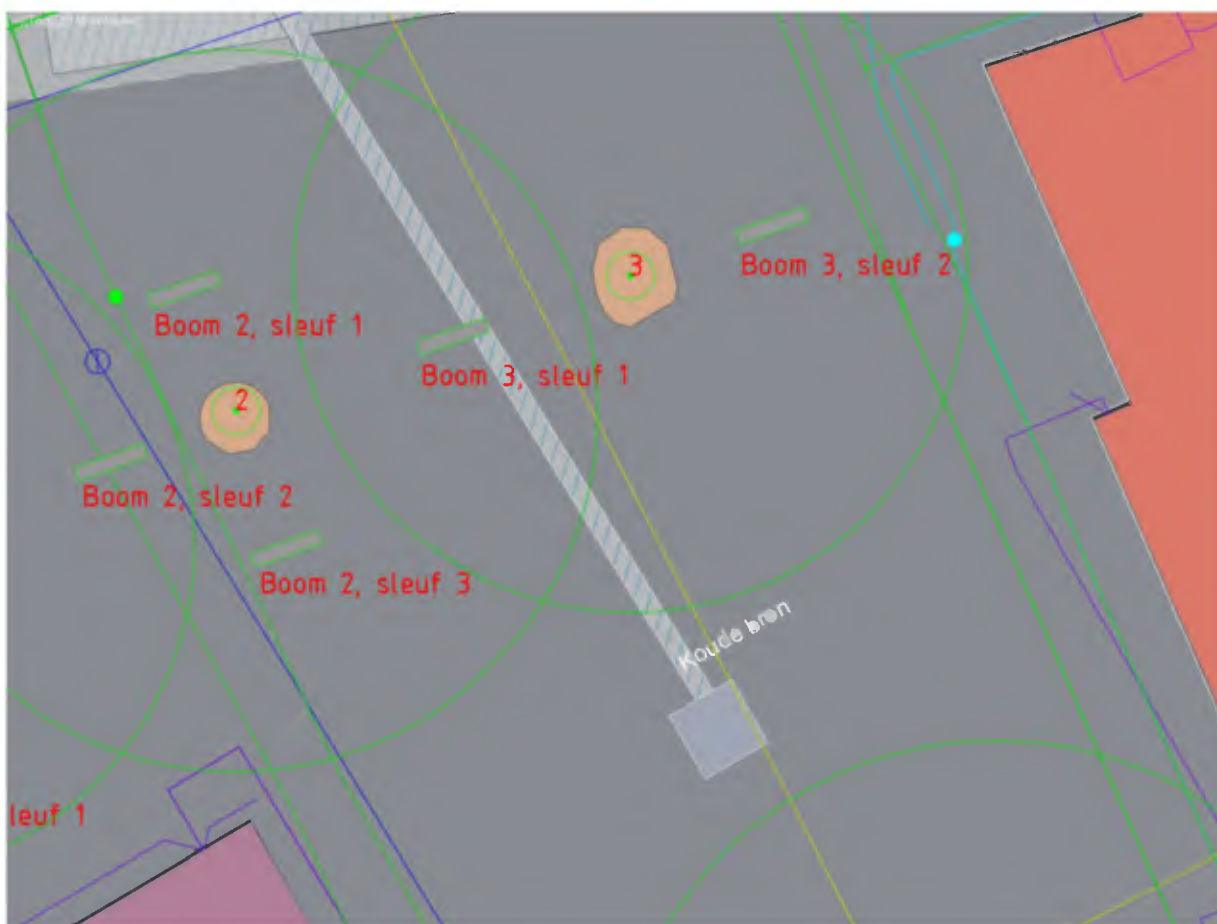 3
Boom 3, sleuf 2
Boom 2, sleuf 1
Boom 3, sleuf 1
2
Boom 2, sleuf 2
Boom 2, sleuf 3
Koude bron
leuf 1